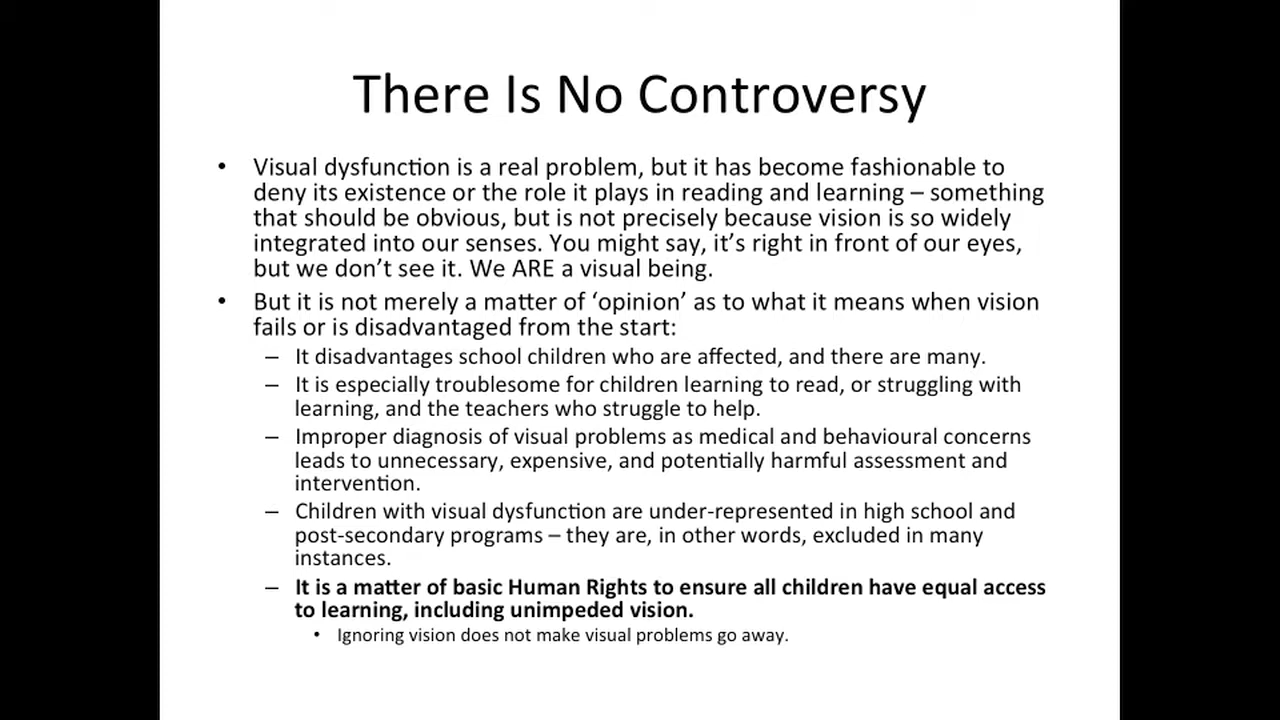 There Is No Controversy
• Visual dysfunction is a real problem, but it has become fashionable to
deny its existence or the role it plays in reading and learning – something
that should be obvious, but is not precisely because vision is so widely
integrated into our senses. You might say, it’s right in front of our eyes,
but we don’t see it. We ARE a visual being.
• But it is not merely a matter of ‘opinion’ as to what it means when vision
fails or is disadvantaged from the start:
– It disadvantages school children who are affected, and there are many.
– It is especially troublesome for children learning to read, or struggling with
learning, and the teachers who struggle to help.
– Improper diagnosis of visual problems as medical and behavioural concerns
leads to unnecessary, expensive, and potentially harmful assessment and
intervention.
– Children with visual dysfunction are under-represented in high school and
post-secondary programs – they are, in other words, excluded in many
instances.
– It is a matter of basic Human Rights to ensure all children have equal access
to learning, including unimpeded vision.
• Ignoring vision does not make visual problems go away.